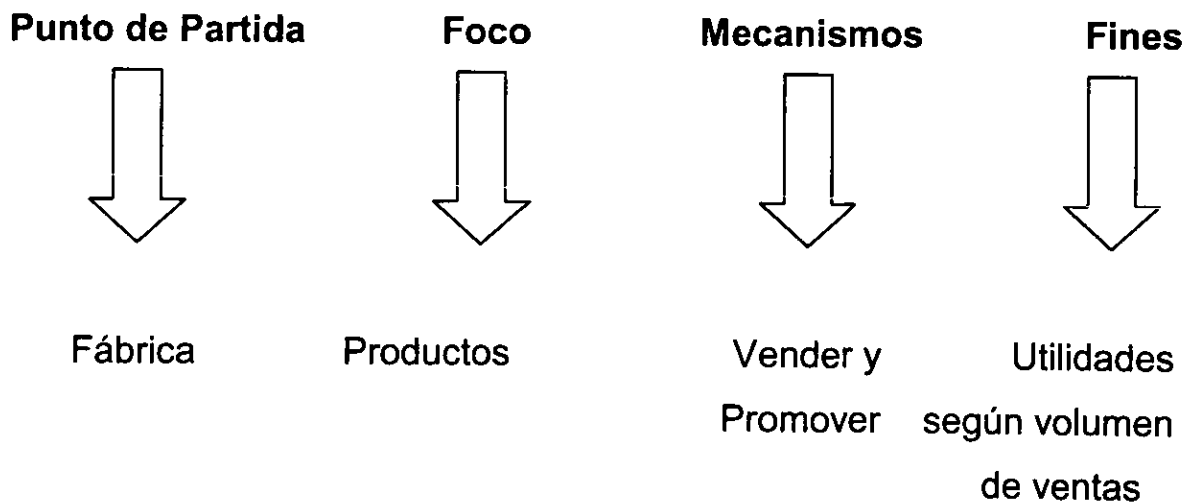 Punto de Partida Foco Mecanismos Fines
Fábrica Productos Vender y Utilidades
Promover según volumen
de ventas